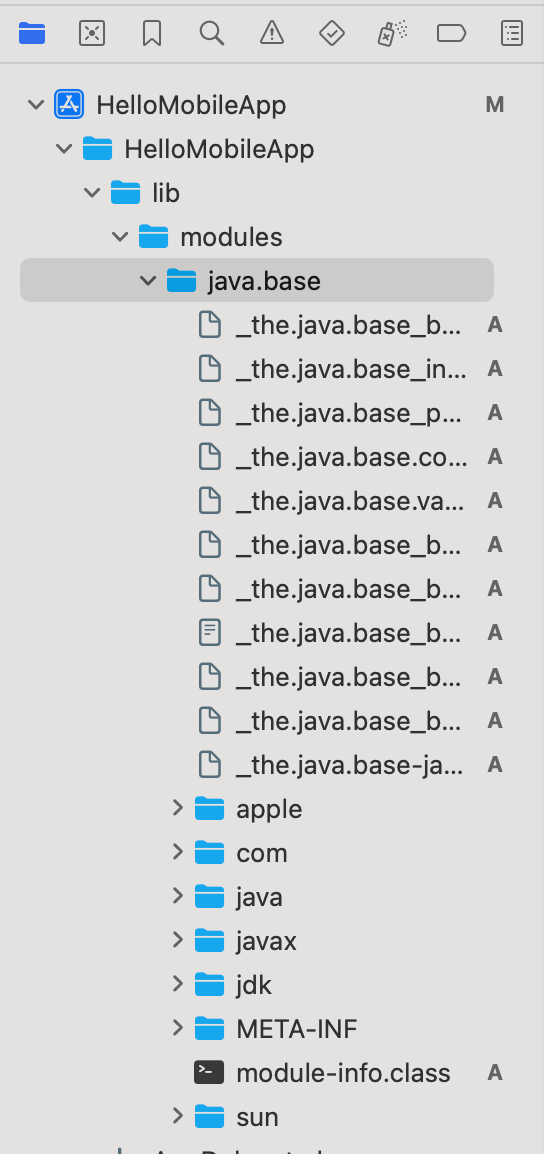 HelloMobileApp M
HelloMobileApp
lib
modules
java.base
_the.java.base_b... A
_the.java.base_in... A
_the.java.base_p... A
_the.java.base.co... A
_the.java.base.va... A
_the.java.base_b... A
_the.java.base_b... A
_the.java.base_b... A
_the.java.base_b... A
_the.java.base_b... A
_the.java.base-ja... A
apple
com
java
javax
jdk
META-INF
module-info.class A
sun